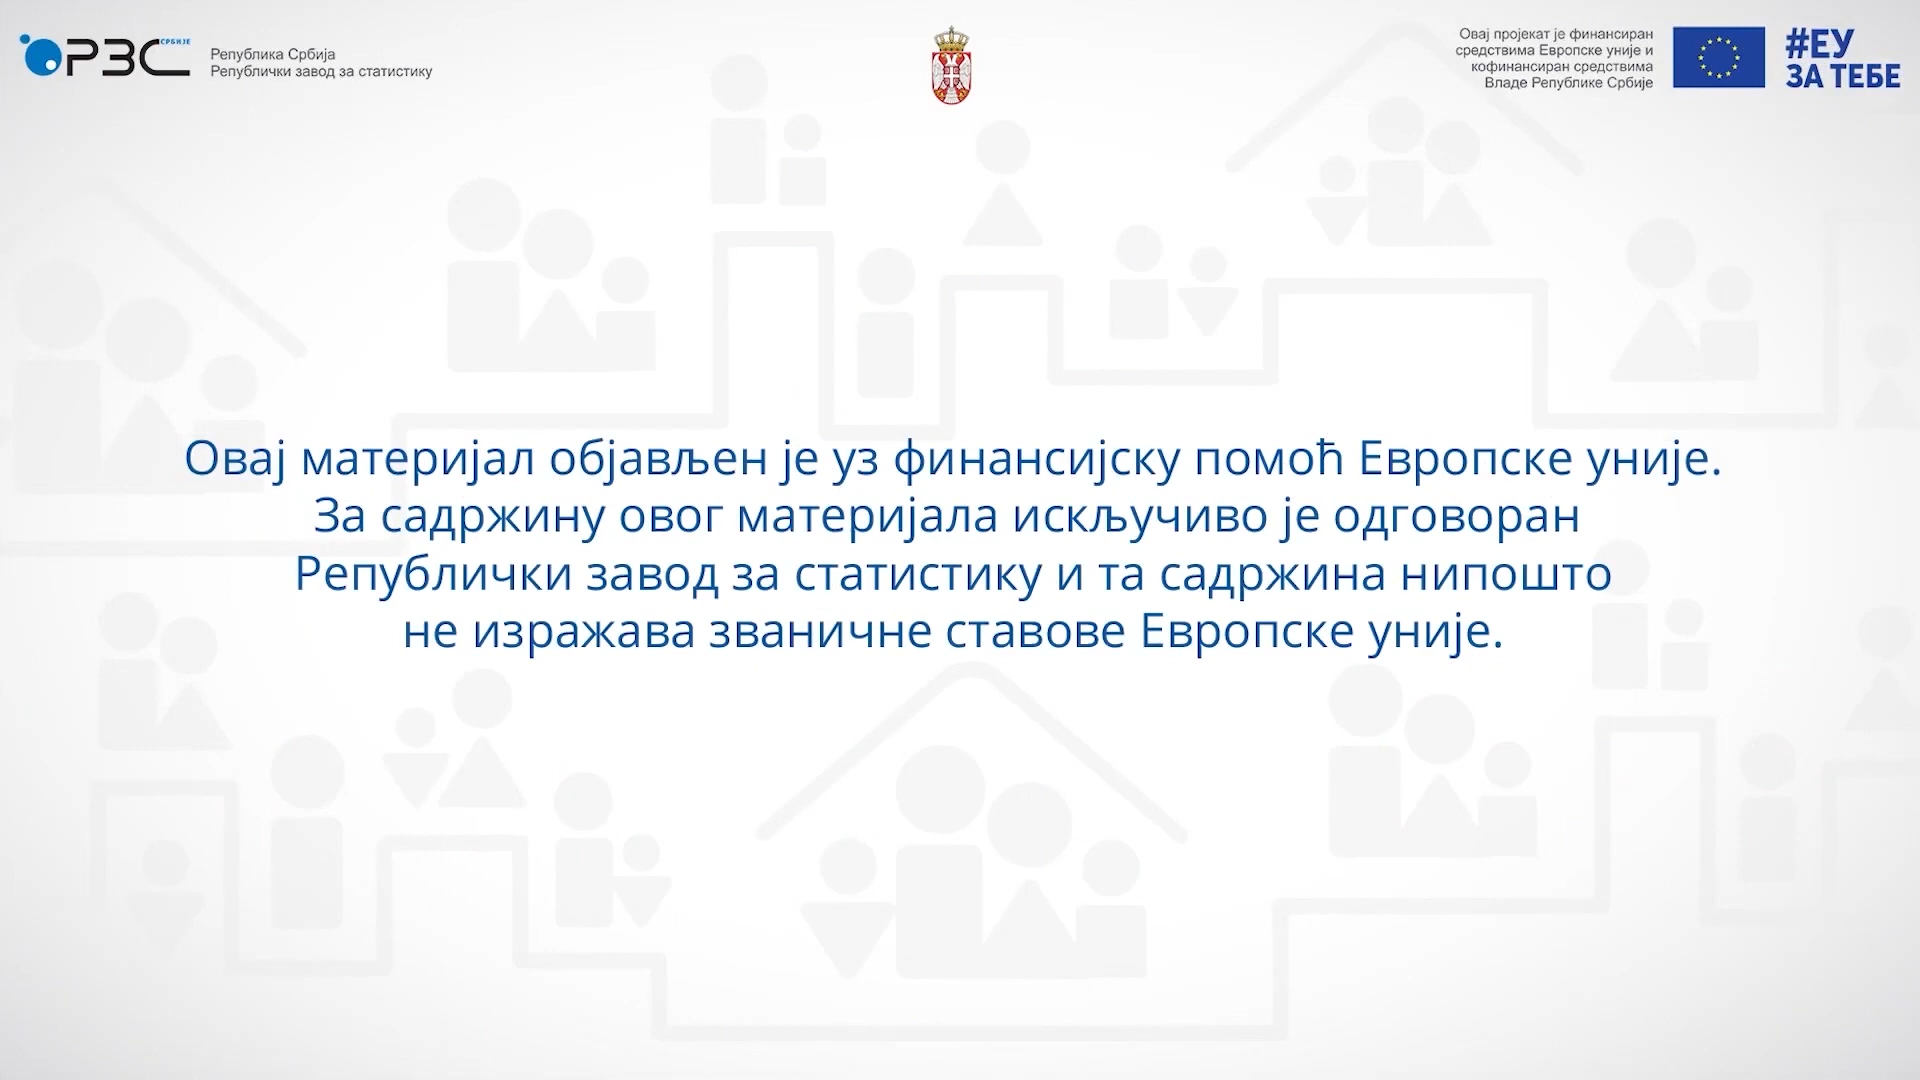 РЗС СРБИЈЕ
Република Србија
Републички завод за статистику
Овај пројекат је финансиран
средствима Европске уније и
кофинансиран средствима
Владе Републике Србије
#ЕУ
ЗА ТЕБЕ
Овај материјал објављен је уз финансијску помоћ Европске уније.
За садржину овог материјала искључиво је одговоран
Републички завод за статистику и та садржина нипошто
не изражава званичне ставове Европске уније.